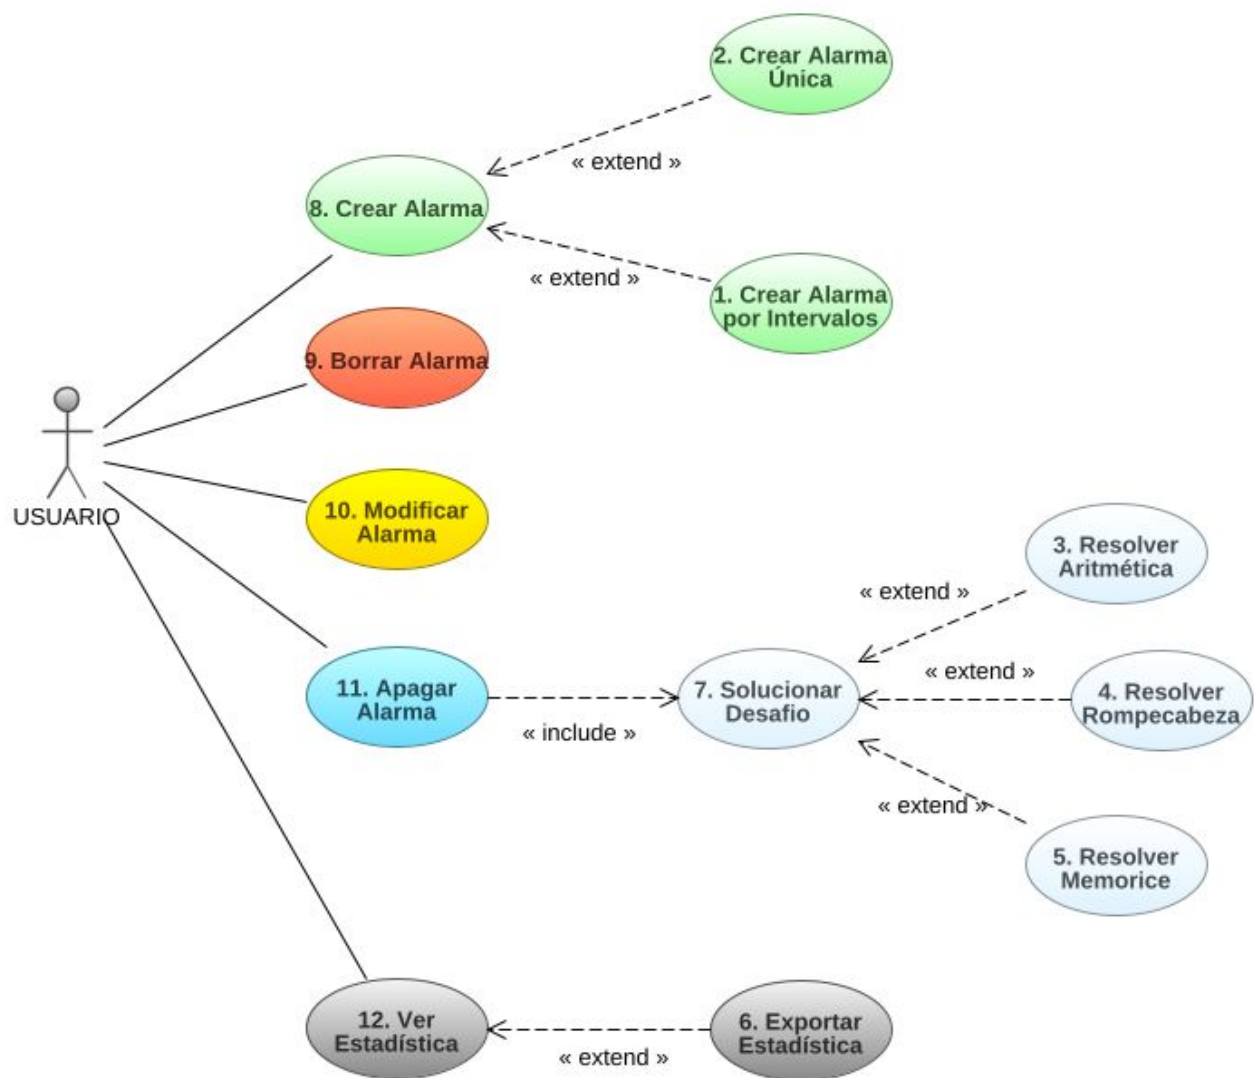 2. Crear Alarma
Única
« extend »
8. Crear Alarma
« extend »
1. Crear Alarma
por Intervalos
9. Borrar Alarma
USUARIO
10. Modificar
Alarma
3. Resolver
Aritmética
« extend »
11. Apagar
Alarma
« include »
7. Solucionar
Desafio
« extend »
4. Resolver
Rompecabeza
« extend »
5. Resolver
Memorice
12. Ver
Estadística
« extend »
6. Exportar
Estadística